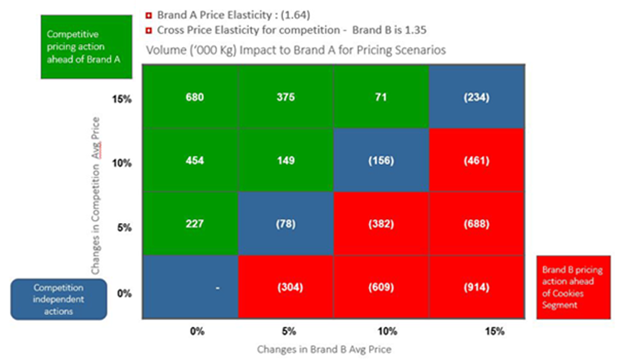 Competitive
pricing action
ahead of Brand A
Brand A Price Elasticity : (1.64)
Cross Price Elasticity for competition - Brand B is 1.35
Volume (‘000 Kg) Impact to Brand A for Pricing Scenarios
Changes in Competition Avg Price
15% 680 375 71 (234)
10% 454 149 (156) (461)
5% 227 (78) (382) (688)
0% - (304) (609) (914)
Competition
independent
actions
Brand B pricing
action ahead
of Cookies
Segment
0% 5% 10% 15%
Changes in Brand B Avg Price